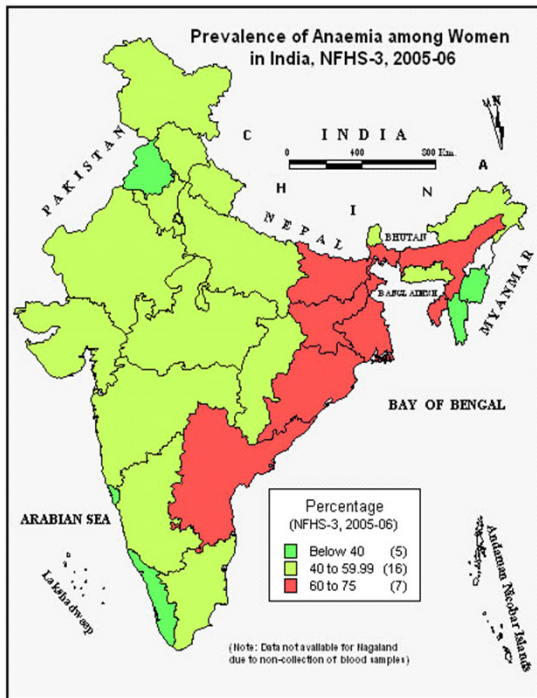 Prevalence of Anaemia among Women
in India, NFHS-3, 2005-06
PAKISTAN
C
INDIA
0 400 800 Km.
N
A
H
N
I
NEPAL
BHUTAN
BANGLADESH
MYANMAR
BAY OF BENGAL
ARABIAN SEA
Lakshadweep
Percentage
(NFHS-3, 2005-06)
Below 40 (5)
40 to 59.99 (16)
60 to 75 (7)
Andaman Nicobar Islands
(Note: Data not available for Nagaland
due to non-collection of blood samples)